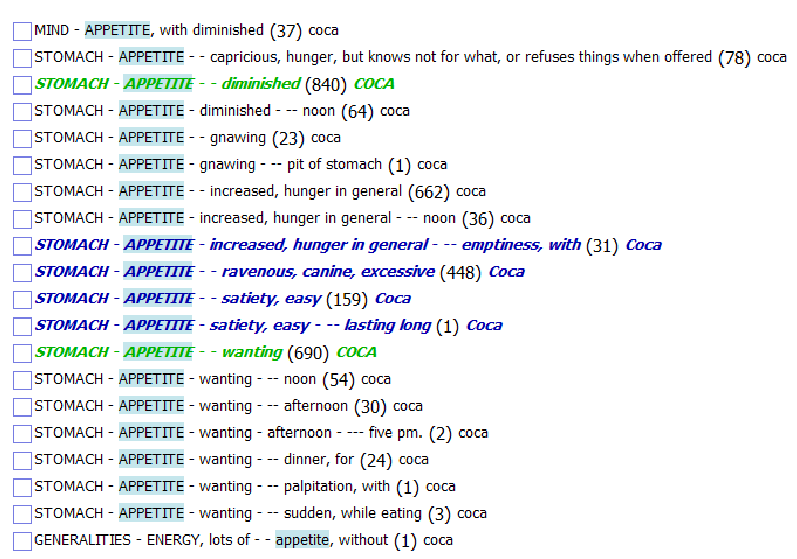 MIND - APPETITE, with diminished (37) coca
STOMACH - APPETITE - - capricious, hunger, but knows not for what, or refuses things when offered (78) coca
STOMACH - APPETITE - - diminished (840) COCA
STOMACH - APPETITE - diminished - -- noon (64) coca
STOMACH - APPETITE - - gnawing (23) coca
STOMACH - APPETITE - gnawing - -- pit of stomach (1) coca
STOMACH - APPETITE - - increased, hunger in general (662) coca
STOMACH - APPETITE - increased, hunger in general - -- noon (36) coca
STOMACH - APPETITE - increased, hunger in general - -- emptiness, with (31) Coca
STOMACH - APPETITE - - ravenous, canine, excessive (448) Coca
STOMACH - APPETITE - - satiety, easy (159) Coca
STOMACH - APPETITE - satiety, easy - -- lasting long (1) Coca
STOMACH - APPETITE - - wanting (690) COCA
STOMACH - APPETITE - wanting - -- noon (54) coca
STOMACH - APPETITE - wanting - -- afternoon (30) coca
STOMACH - APPETITE - wanting - afternoon - --- five pm. (2) coca
STOMACH - APPETITE - wanting - -- dinner, for (24) coca
STOMACH - APPETITE - wanting - -- palpitation, with (1) coca
STOMACH - APPETITE - wanting - -- sudden, while eating (3) coca
GENERALITIES - ENERGY, lots of - - appetite, without (1) coca